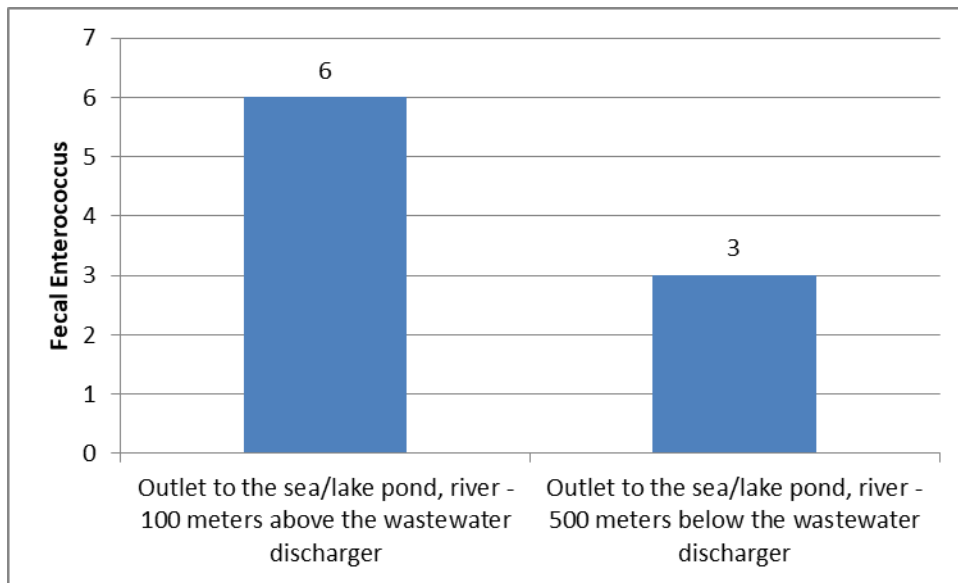 Fecal Enterococcus
7
6
5
4
3
2
1
0
6
3
Outlet to the sea/lake pond, river -
100 meters above the wastewater
discharger
Outlet to the sea/lake pond, river -
500 meters below the wastewater
discharger